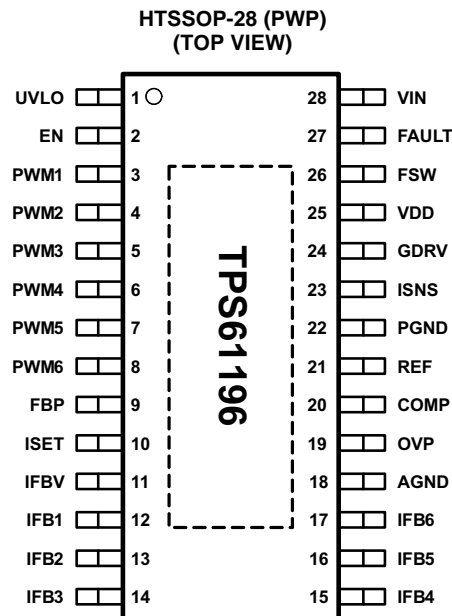 HTSSOP-28 (PWP)
(TOP VIEW)
UVLO 1 28 VIN
EN 2 27 FAULT
PWM1 3 26 FSW
PWM2 4 25 VDD
PWM3 5 24 GDRV
PWM4 6 23 ISNS
PWM5 7 22 PGND
PWM6 8 21 REF
FBP 9 20 COMP
ISET 10 19 OVP
IFBV 11 18 AGND
IFB1 12 17 IFB6
IFB2 13 16 IFB5
IFB3 14 15 IFB4
TPS61196